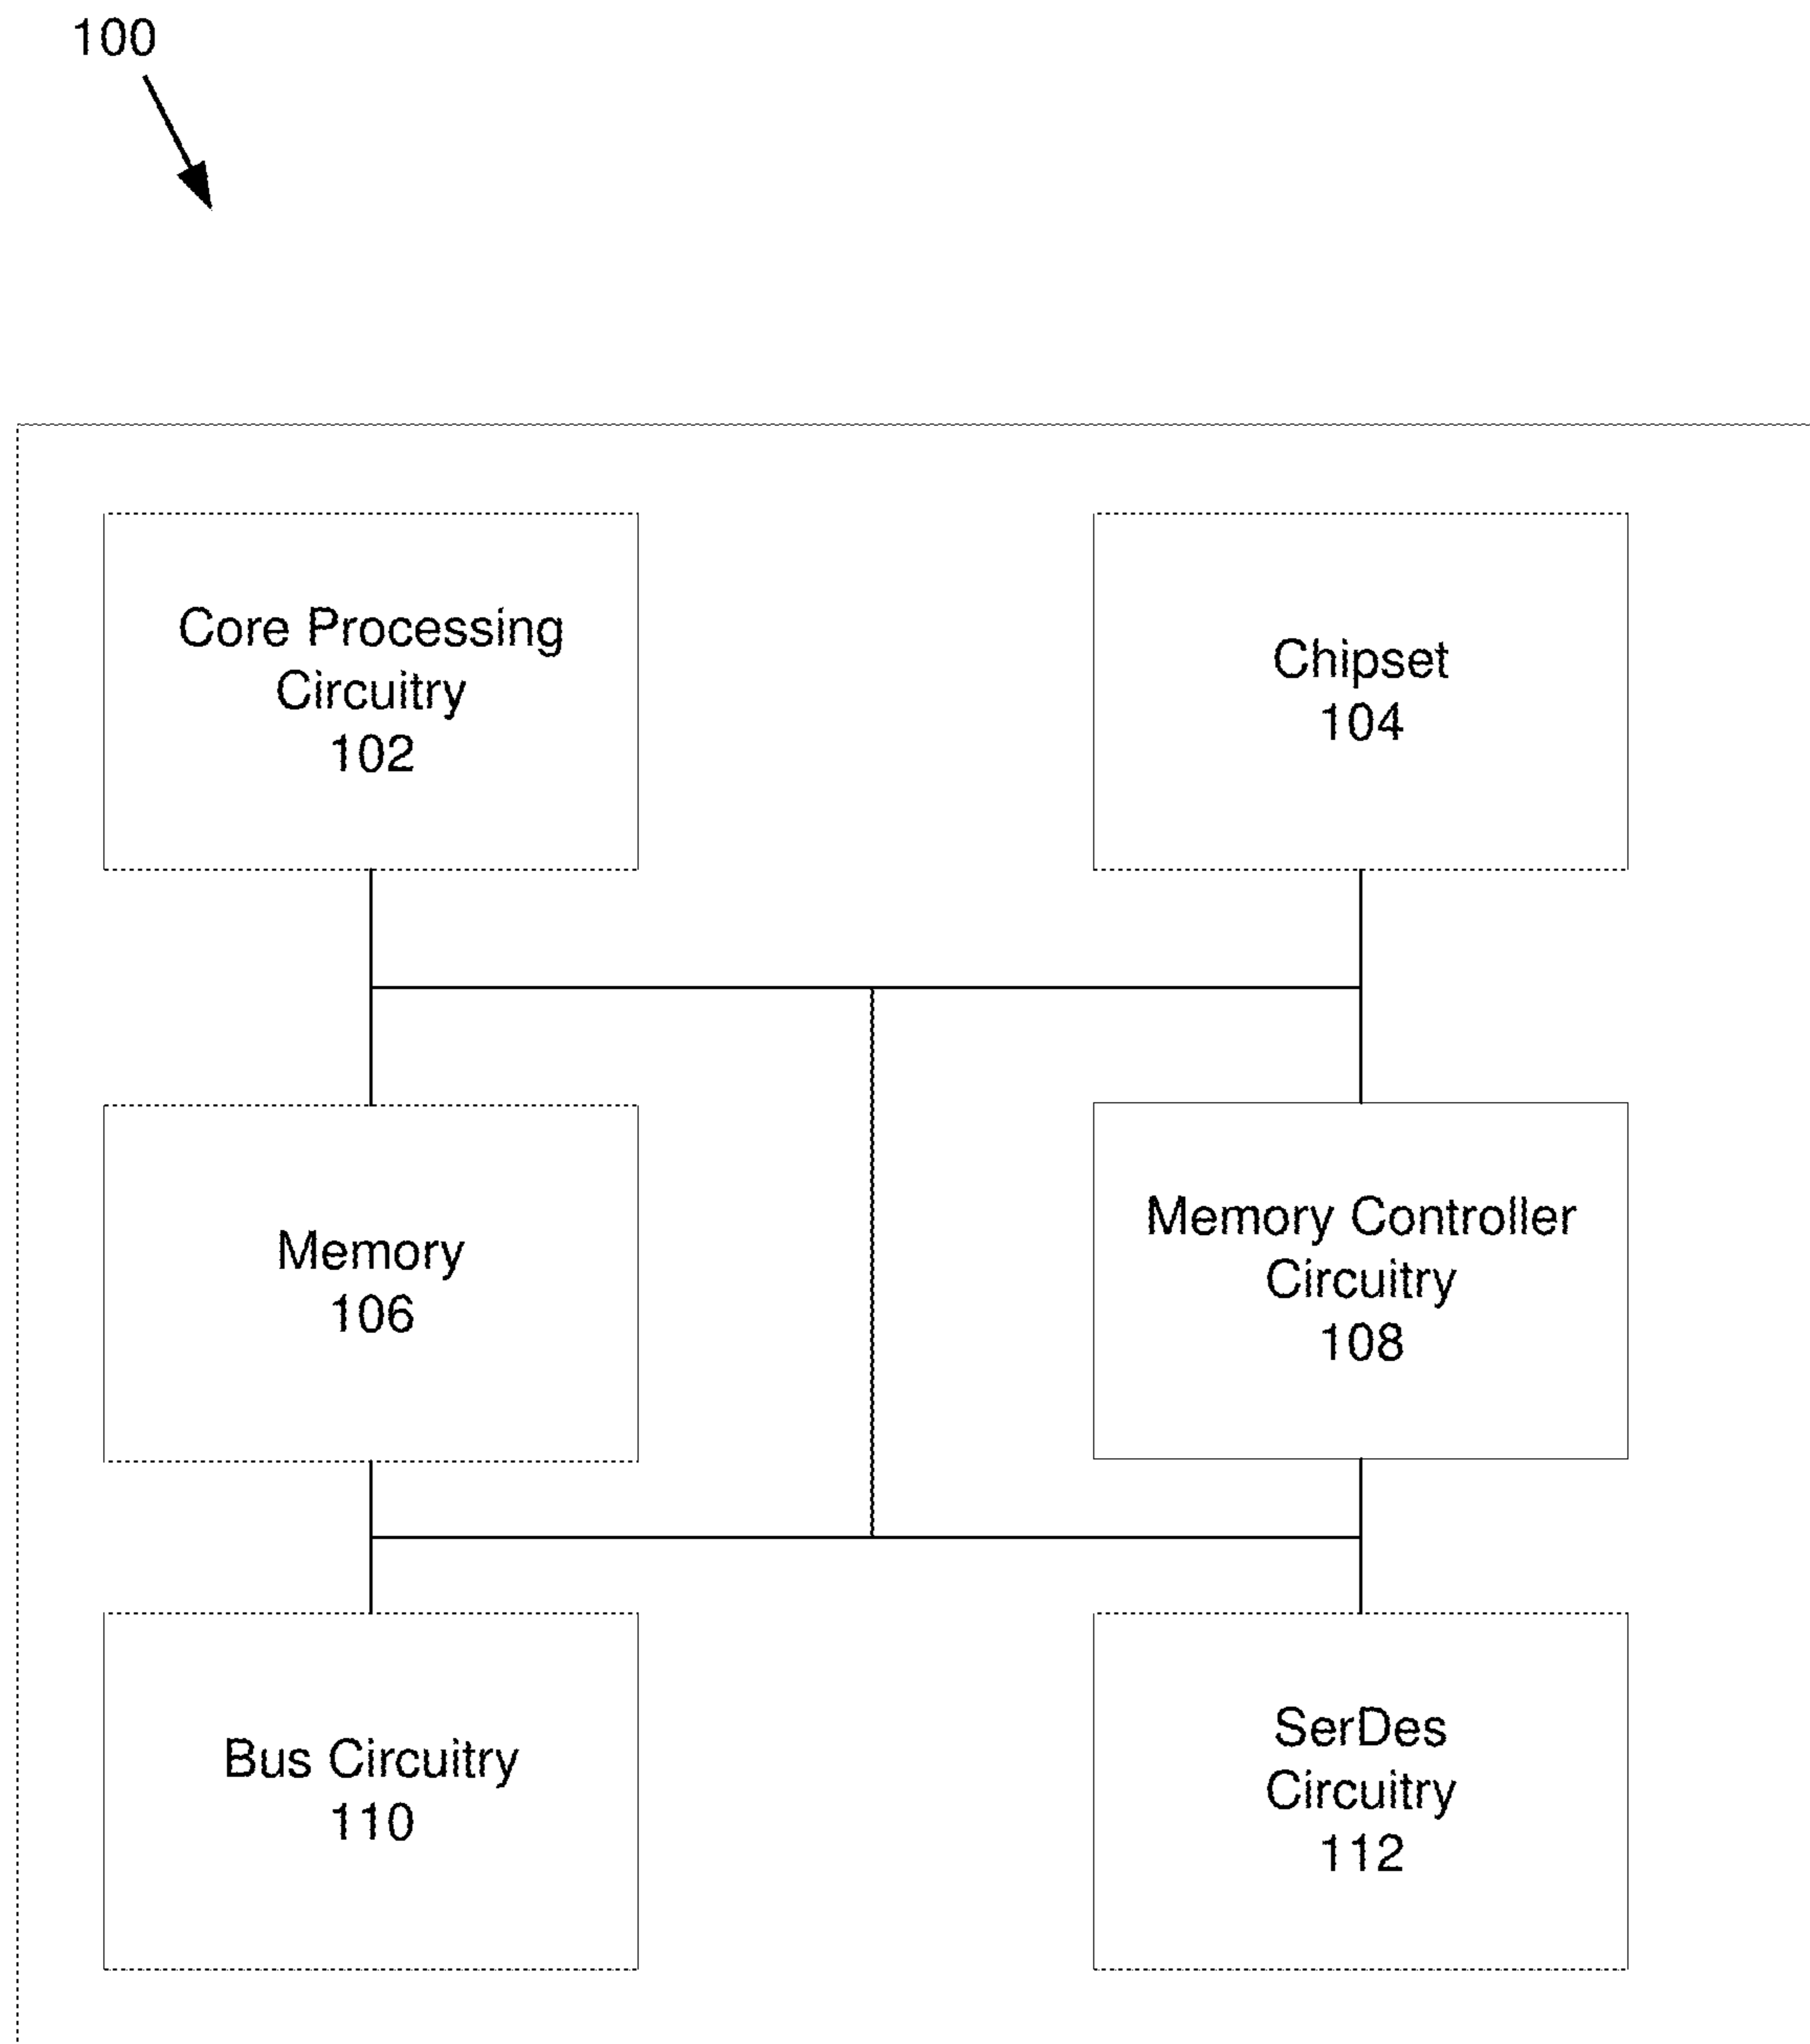 100
Core Processing
Circuitry
102
Chipset
104
Memory
106
Memory Controller
Circuitry
108
Bus Circuitry
110
SerDes
Circuitry
112